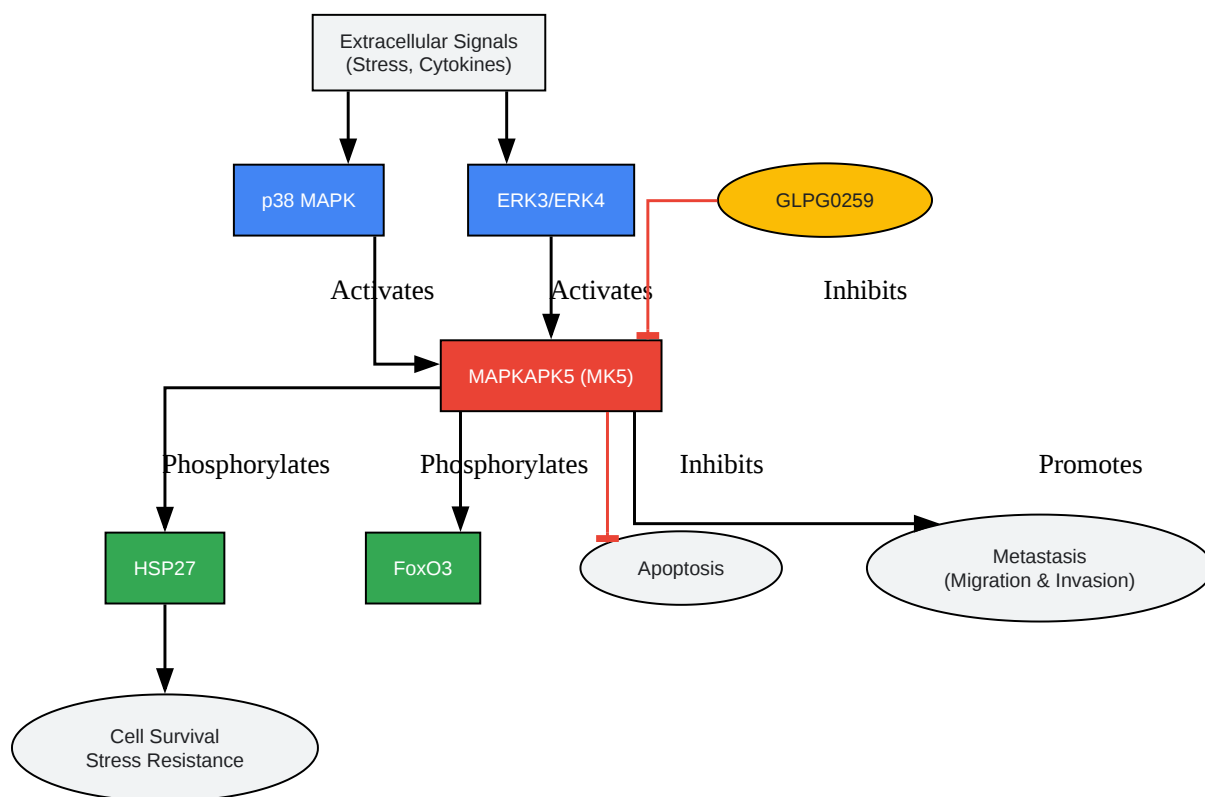 Extracellular Signals
(Stress, Cytokines)
p38 MAPK
ERK3/ERK4
GLPG0259
Activates
Activates
Inhibits
MAPKAPK5 (MK5)
Phosphorylates
Phosphorylates
Inhibits
Promotes
HSP27
FoxO3
Apoptosis
Metastasis
(Migration & Invasion)
Cell Survival
Stress Resistance